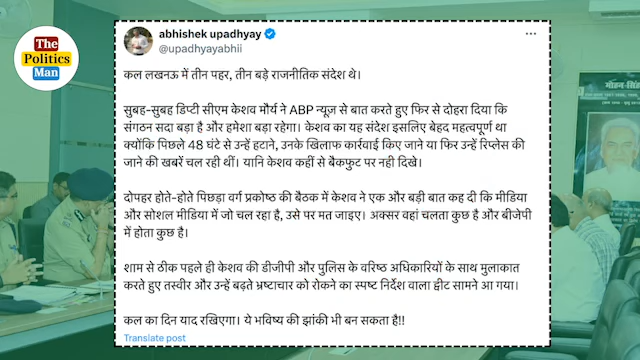 The
Politics
Man
abhishek upadhyay
@upadhyayabhii
कल लखनऊ में तीन पहर, तीन बड़े राजनीतिक संदेश थे।
सुबह-सुबह डिप्टी सीएम केशव मौर्य ने ABP न्यूज़ से बात करते हुए फिर से दोहरा दिया कि
संगठन सदा बड़ा है और हमेशा बड़ा रहेगा। केशव का यह संदेश इसलिए बेहद महत्वपूर्ण था
क्योंकि पिछले 48 घंटे से उन्हें हटाने, उनके खिलाफ कार्रवाई किए जाने या फिर उन्हें रिप्लेस की
जाने की खबरें चल रही थीं। यानि केशव कहीं से बैकफुट पर नही दिखे।
दोपहर होते-होते पिछड़ा वर्ग प्रकोष्ठ की बैठक में केशव ने एक और बड़ी बात कह दी कि मीडिया
और सोशल मीडिया में जो चल रहा है, उसे पर मत जाइए। अक्सर वहां चलता कुछ है और बीजेपी
में होता कुछ है।
शाम से ठीक पहले ही केशव की डीजीपी और पुलिस के वरिष्ठ अधिकारियों के साथ मुलाकात
करते हुए तस्वीर और उन्हें बढ़ते भ्रष्टाचार को रोकने का स्पष्ट निर्देश वाला ट्वीट सामने आ गया।
कल का दिन याद रखिएगा। ये भविष्य की झांकी भी बन सकता है!!
Translate post